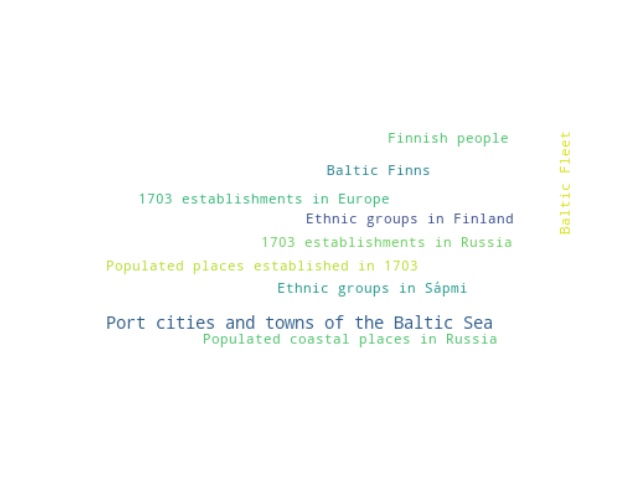 Finnish people
Baltic Fleet
Baltic Finns
1703 establishments in Europe
Ethnic groups in Finland
1703 establishments in Russia
Populated places established in 1703
Ethnic groups in Sápmi
Port cities and towns of the Baltic Sea
Populated coastal places in Russia